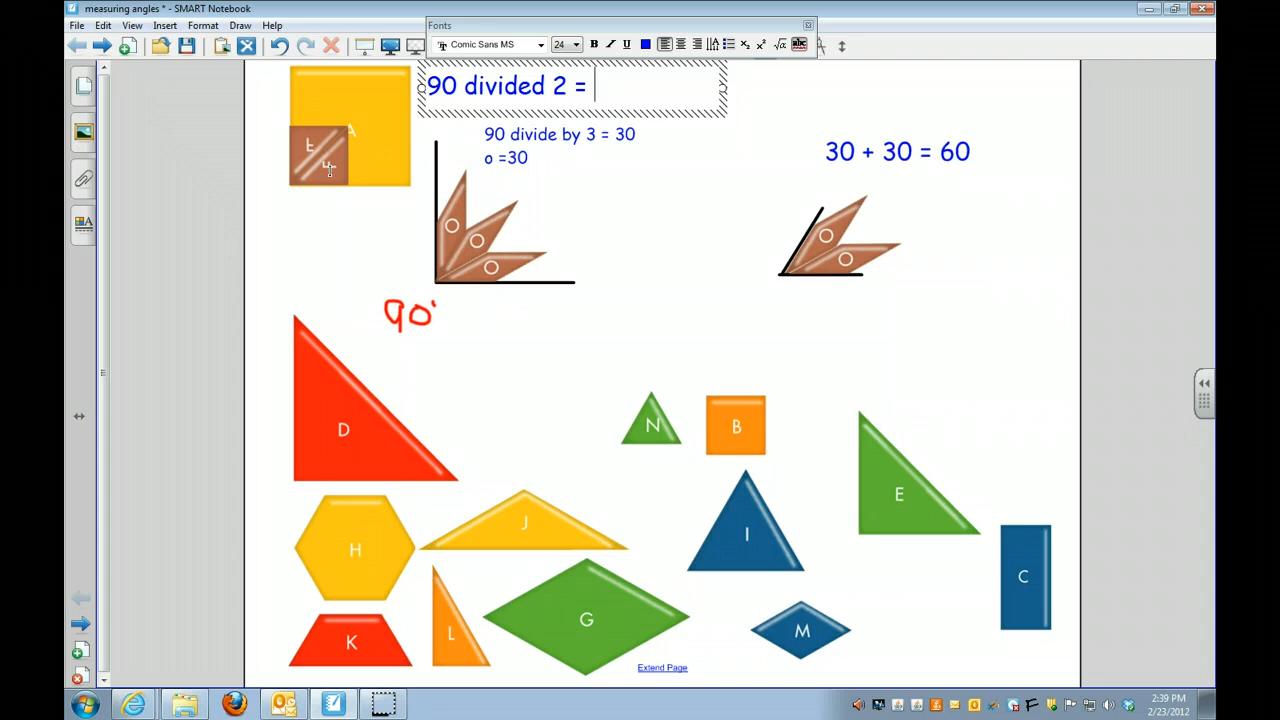 measuring angles * - SMART Notebook
File Edit View Insert Format Draw Help
Fonts
Comic Sans MS 24 B I U
90 divided 2 =
A
90 divide by 3 = 30
o =30
30 + 30 = 60
O
O
O
O
O
90°
D
N
B
E
H
J
I
C
K
L
G
M
Extend Page
2:39 PM
2/23/2012